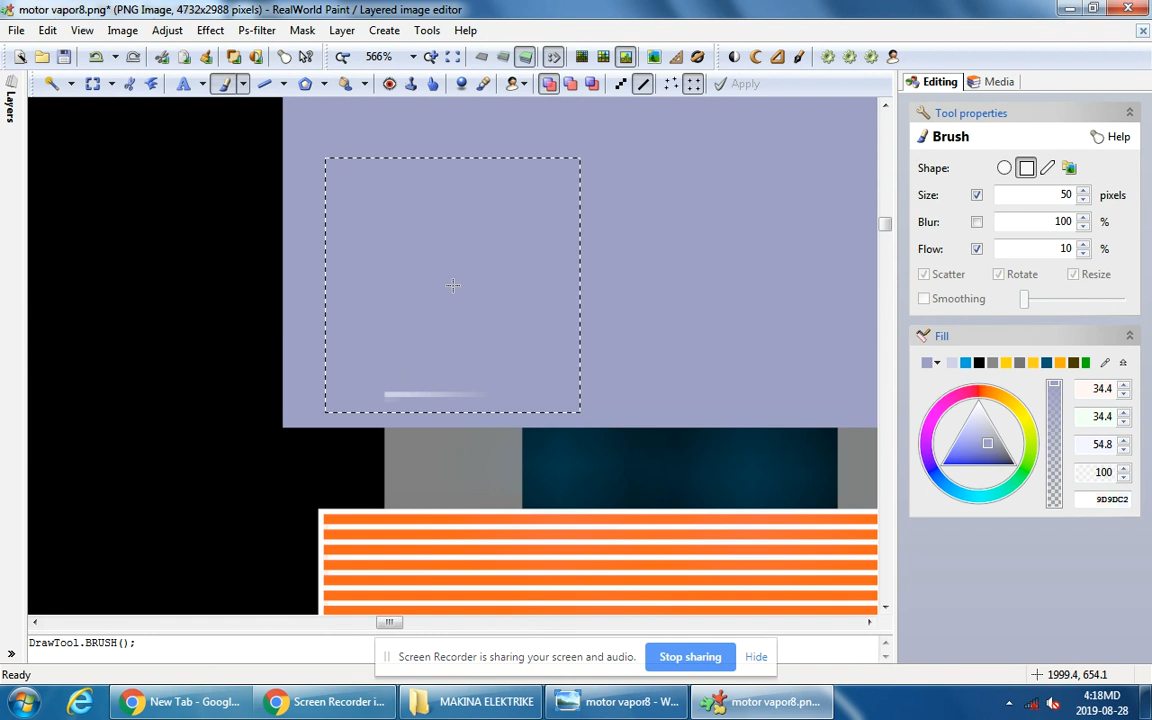 motor vapor8.png* (PNG Image, 4732x2988 pixels) - RealWorld Paint / Layered image editor
File Edit View Image Adjust Effect Ps-filter Mask Layer Create Tools Help
566%
Apply
Layers
Editing Media
Tool properties
Brush Help
Shape:
Size: 50 pixels
Blur: 100 %
Flow: 10 %
Scatter Rotate Resize
Smoothing
Fill
34.4
34.4
54.8
100
9D9DC2
DrawTool.BRUSH();
Screen Recorder is sharing your screen and audio. Stop sharing Hide
Ready
1999.4, 654.1
New Tab - Googl...
Screen Recorder i...
MAKINA ELEKTRIKE
motor vapor8 - W...
motor vapor8.pn...
4:18MD
2019-08-28